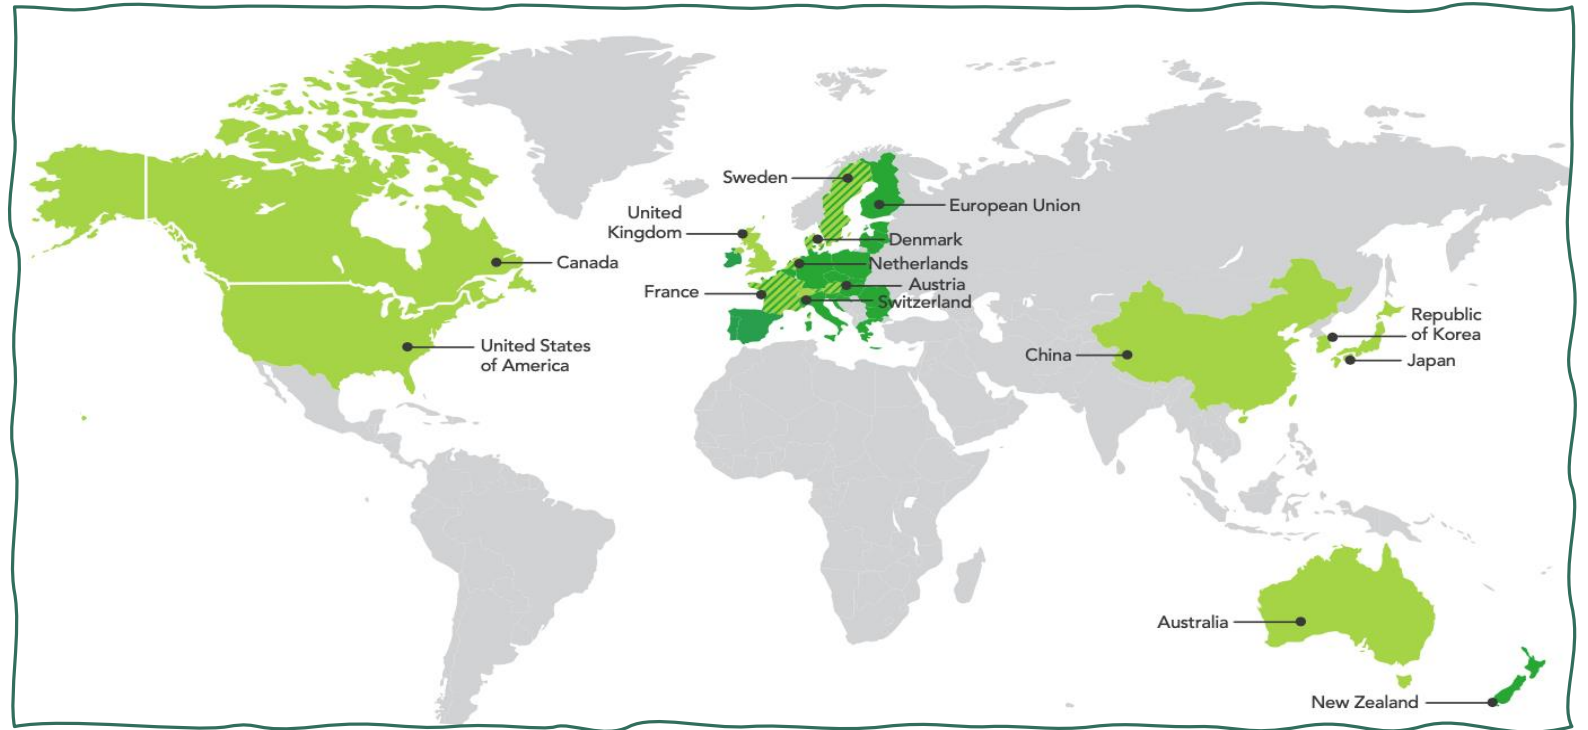 Sweden
European Union
United
Kingdom
Denmark
Netherlands
Canada
Austria
France
Switzerland
Republic
of Korea
United States
of America
China
Japan
Australia
New Zealand